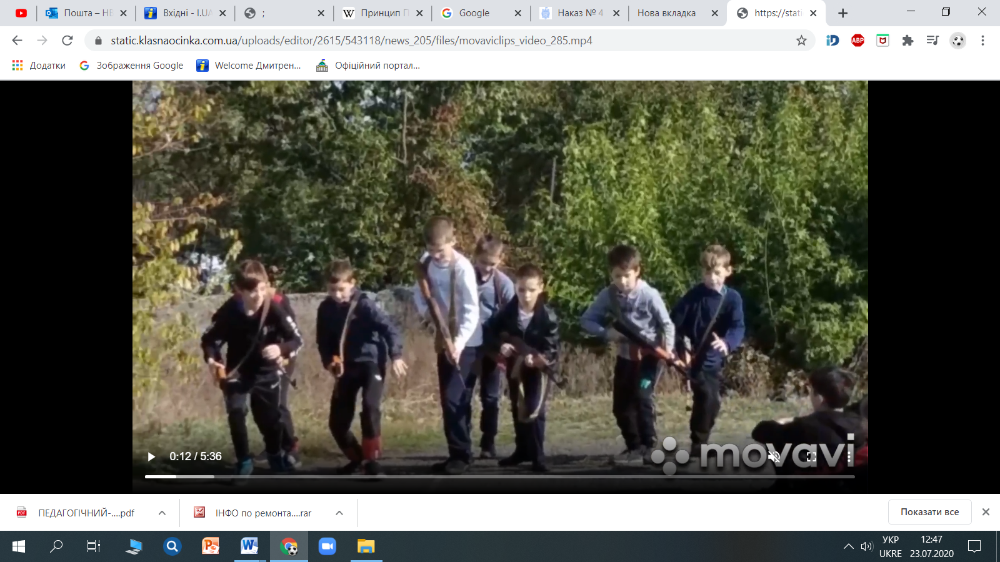 Пошта – НЕ
Вхідні - I.UA
;
Принцип П
Google
Наказ № 4
Нова вкладка
https://stati
static.klasnaocinka.com.ua/uploads/editor/2615/543118/news_205/files/movaviclips_video_285.mp4
Додатки
Зображення Google
Welcome Дмитрен...
Офіційний портал...
0:12 / 5:36
movavi
ПЕДАГОГІЧНИЙ-....pdf
ІНФО по ремонта....rar
Показати все
УКР
UKRE
12:47
23.07.2020